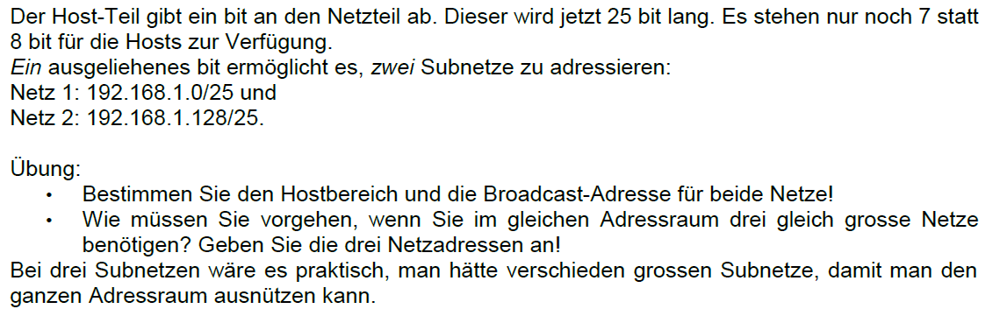 Der Host-Teil gibt ein bit an den Netzteil ab. Dieser wird jetzt 25 bit lang. Es stehen nur noch 7 statt
8 bit für die Hosts zur Verfügung.
Ein ausgeliehenes bit ermöglicht es, zwei Subnetze zu adressieren:
Netz 1: 192.168.1.0/25 und
Netz 2: 192.168.1.128/25.
Übung:
• Bestimmen Sie den Hostbereich und die Broadcast-Adresse für beide Netze!
• Wie müssen Sie vorgehen, wenn Sie im gleichen Adressraum drei gleich grosse Netze
benötigen? Geben Sie die drei Netzadressen an!
Bei drei Subnetzen wäre es praktisch, man hätte verschieden grossen Subnetze, damit man den
ganzen Adressraum ausnützen kann.